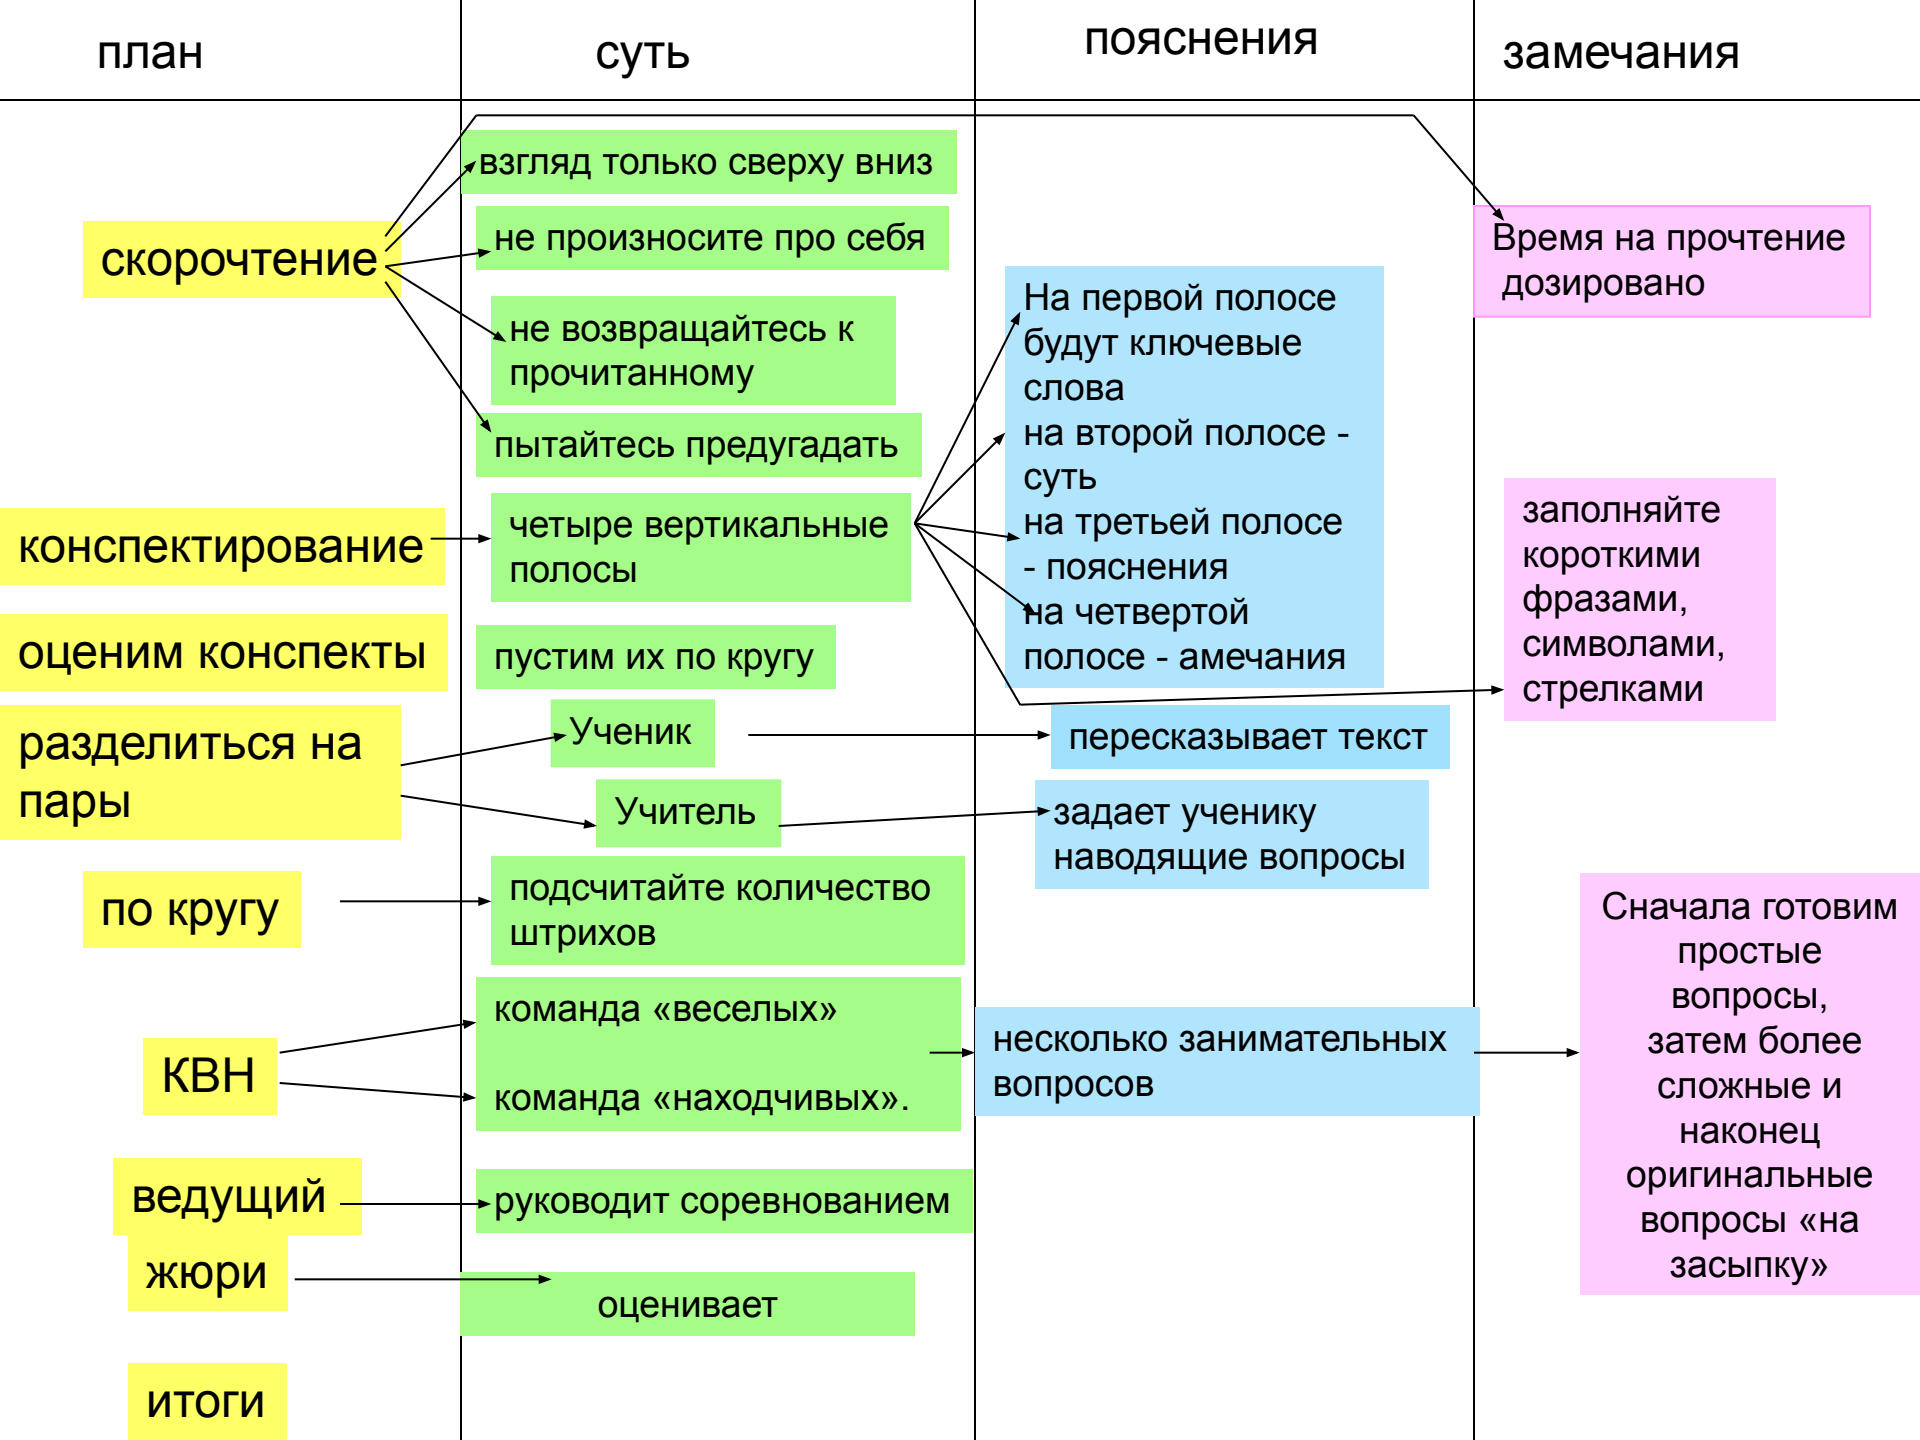 план
суть
пояснения
замечания
скорочтение
взгляд только сверху вниз
не произносите про себя
не возвращайтесь к
прочитанному
пытайтесь предугадать
Время на прочтение
дозировано
конспектирование
четыре вертикальные
полосы
На первой полосе
будут ключевые
слова
на второй полосе -
суть
на третьей полосе
- пояснения
на четвертой
полосе - амечания
заполняйте
короткими
фразами,
символами,
стрелками
оценим конспекты
пустим их по кругу
разделиться на
пары
Ученик
пересказывает текст
Учитель
задает ученику
наводящие вопросы
по кругу
подсчитайте количество
штрихов
КВН
команда «веселых»
команда «находчивых».
несколько занимательных
вопросов
Сначала готовим
простые
вопросы,
затем более
сложные и
наконец
оригинальные
вопросы «на
засыпку»
ведущий
руководит соревнованием
жюри
оценивает
итоги